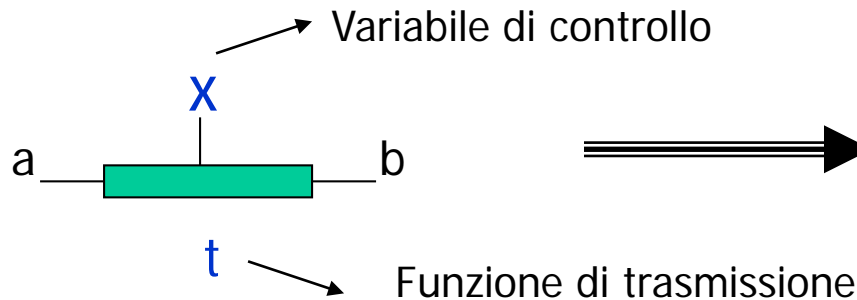 Variabile di controllo
x
a
b
t
Funzione di trasmissione